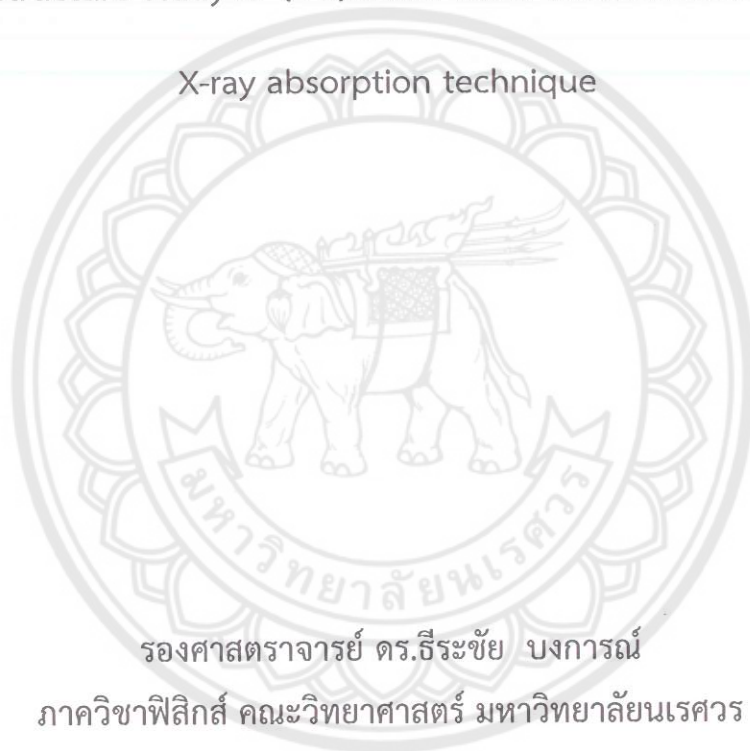 X-ray absorption technique
มหาวิทยาลัยนเรศวร
รองศาสตราจารย์ ดร.ธีระชัย บงการณ์
ภาควิชาฟิสิกส์ คณะวิทยาศาสตร์ มหาวิทยาลัยนเรศวร